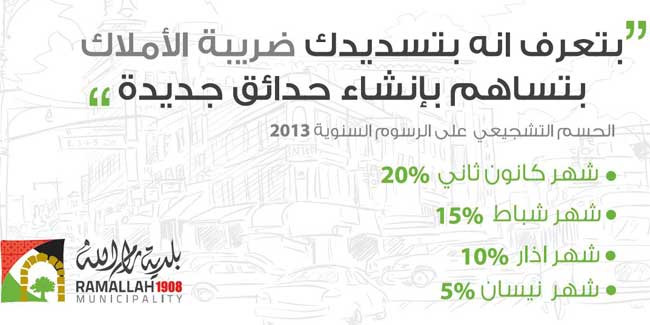 ”بتعرف انه بتسديدك ضريبة الأملاك
بتساهم بإنشاء حدائق جديدة“
الحسم التشجيعي على الرسوم السنوية 2013
• شهر كانون ثاني 20%
• شهر شباط 15%
• شهر اذار 10%
• شهر نيسان 5%
بلدية رام الله
RAMALLAH 1908
MUNICIPALITY